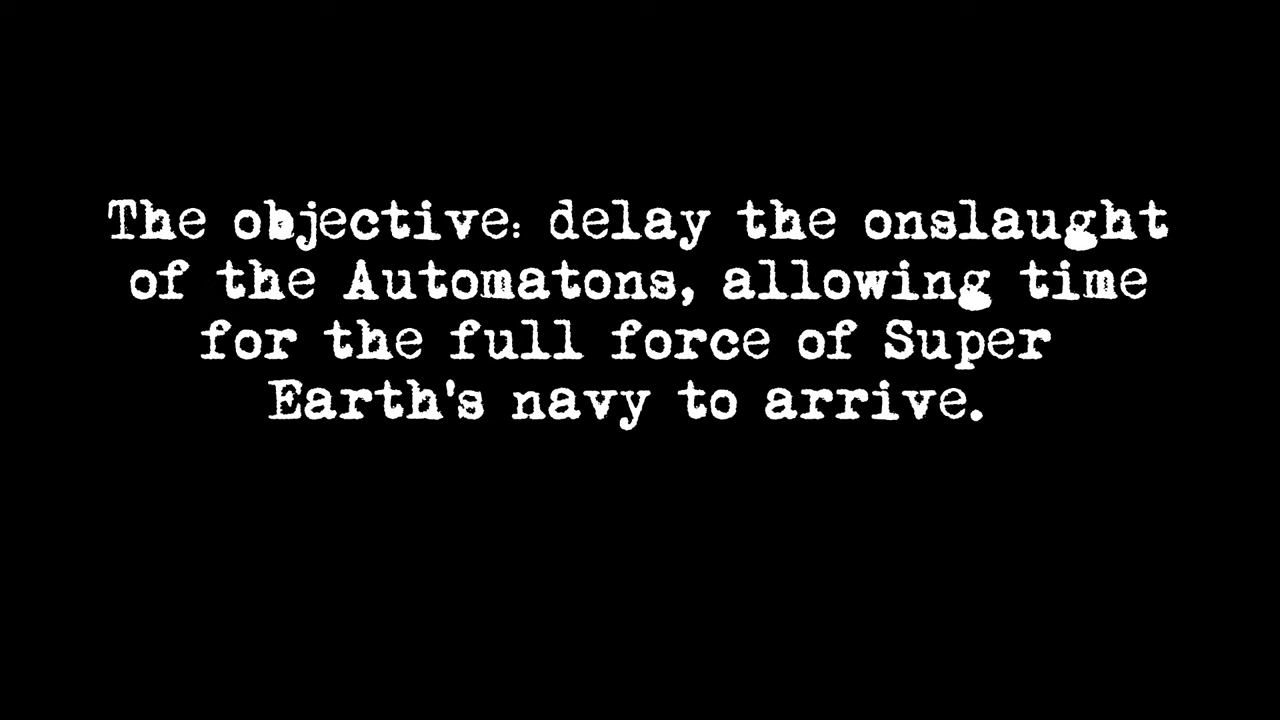 The objective: delay the onslaught
of the Automatons, allowing time
for the full force of Super
Earth's navy to arrive.